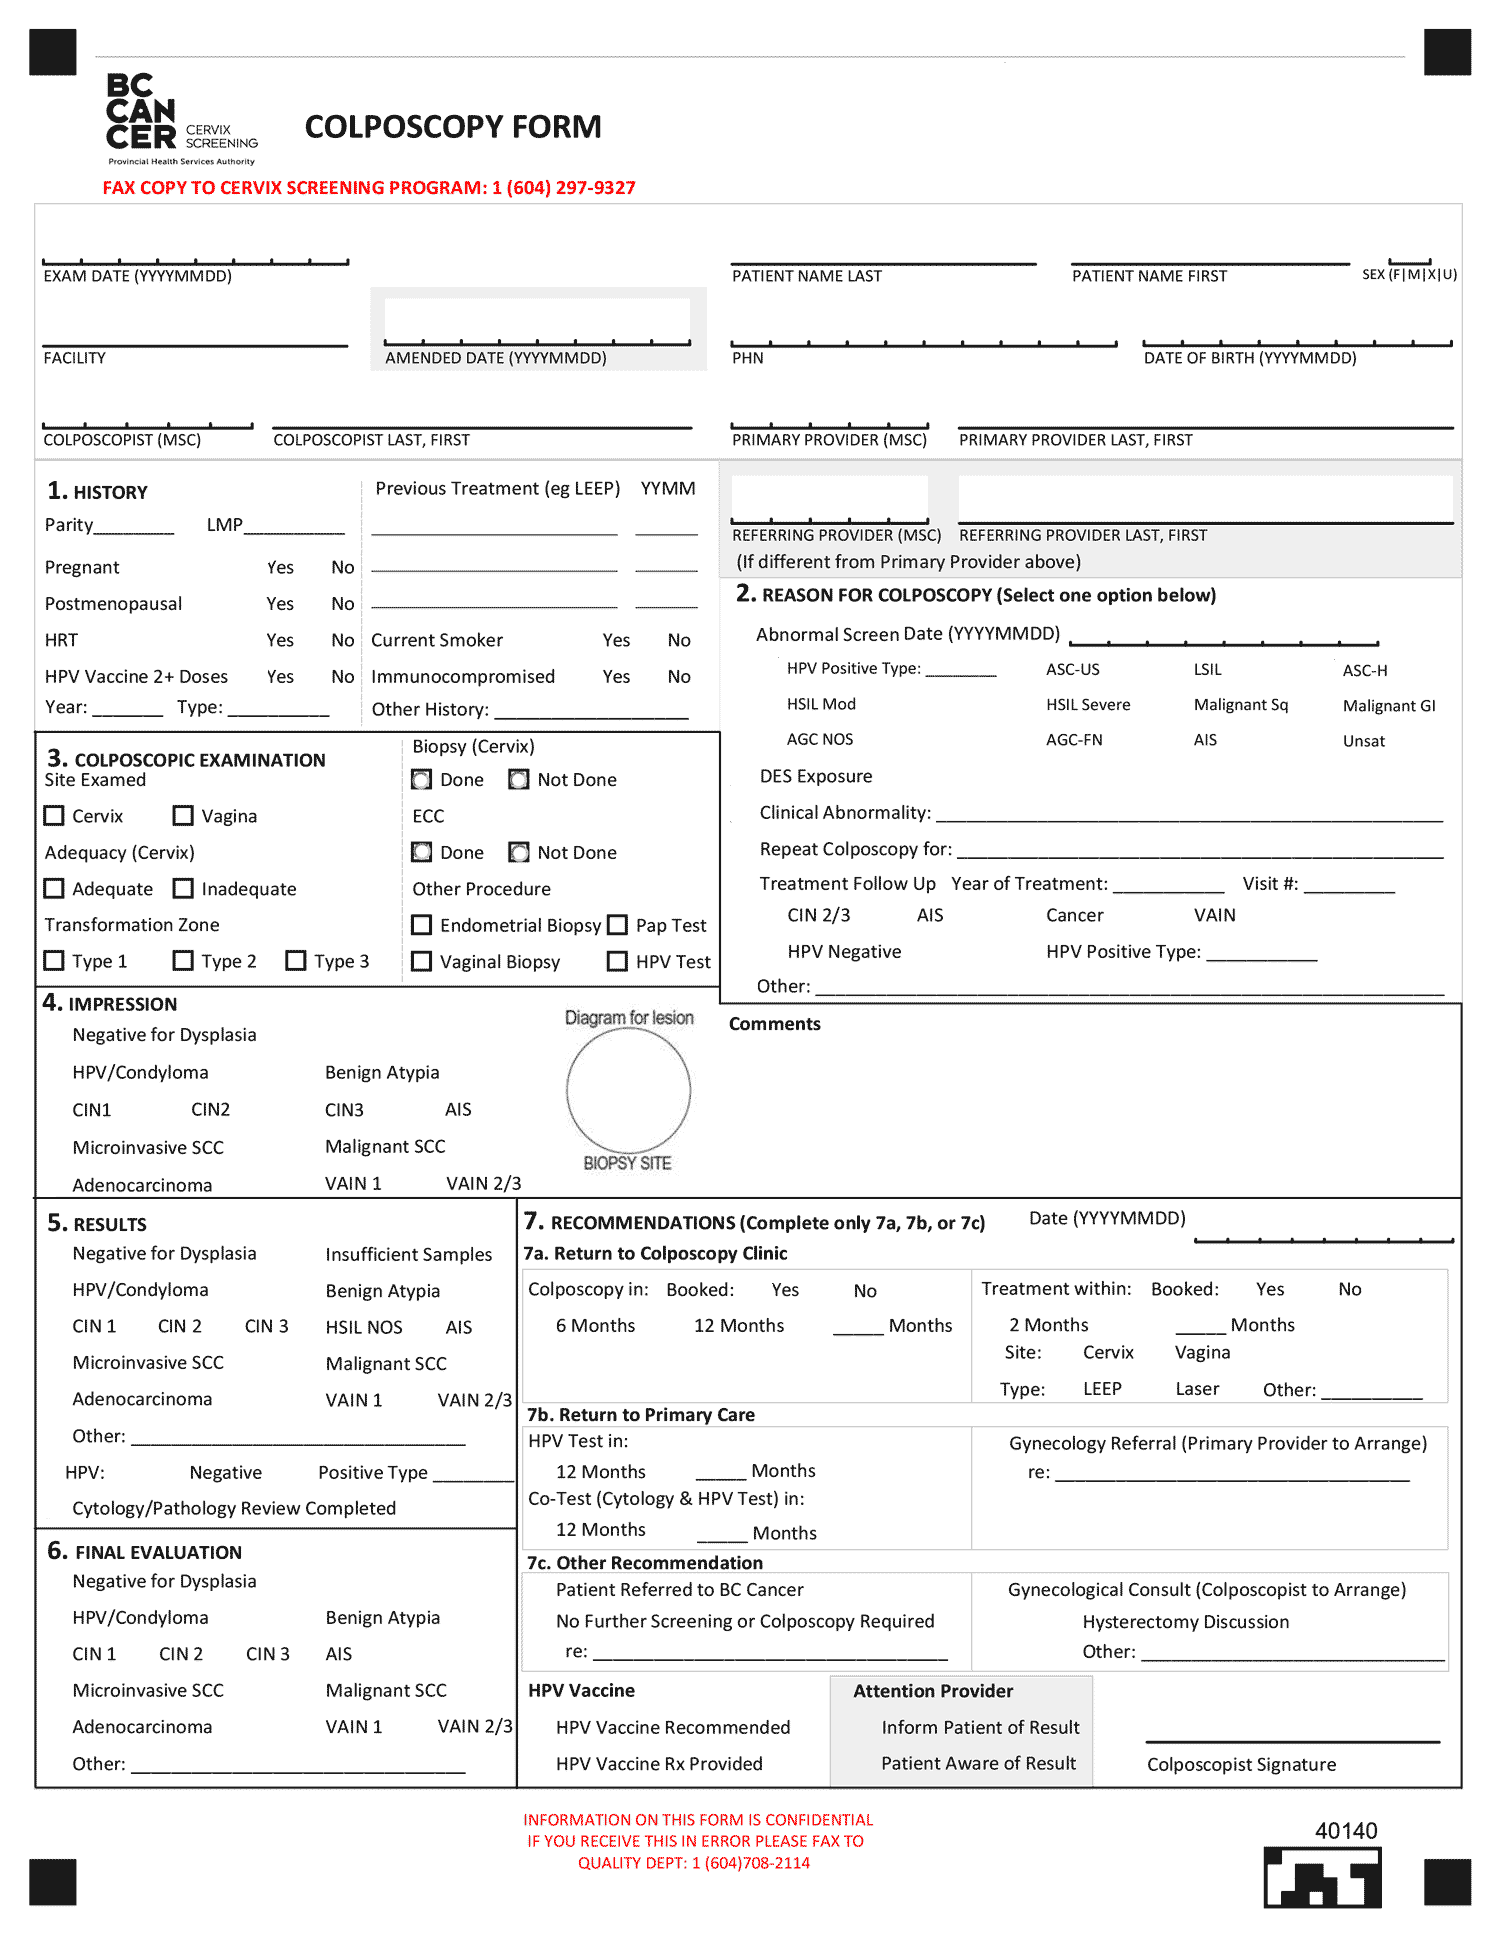 BC
CAN
CER
CERVIX
SCREENING
Provincial Health Services Authority
COLPOSCOPY FORM
FAX COPY TO CERVIX SCREENING PROGRAM: 1 (604) 297-9327
EXAM DATE (YYYYMMDD)
PATIENT NAME LAST
PATIENT NAME FIRST
SEX (F|M|X|U)
FACILITY
AMENDED DATE (YYYYMMDD)
PHN
DATE OF BIRTH (YYYYMMDD)
COLPOSCOPIST (MSC)
COLPOSCOPIST LAST, FIRST
PRIMARY PROVIDER (MSC)
PRIMARY PROVIDER LAST, FIRST
1. HISTORY
Parity________ LMP__________
Pregnant Yes No
Postmenopausal Yes No
HRT Yes No
HPV Vaccine 2+ Doses Yes No
Year: _______ Type: __________
Previous Treatment (eg LEEP) YYMM
Current Smoker Yes No
Immunocompromised Yes No
Other History: ___________________
REFERRING PROVIDER (MSC) REFERRING PROVIDER LAST, FIRST
(If different from Primary Provider above)
2. REASON FOR COLPOSCOPY (Select one option below)
Abnormal Screen Date (YYYYMMDD)
HPV Positive Type: ________ ASC-US LSIL ASC-H
HSIL Mod HSIL Severe Malignant Sq Malignant Gl
AGC NOS AGC-FN AIS Unsat
DES Exposure
Clinical Abnormality: __________________________________________________
Repeat Colposcopy for: ________________________________________________
Treatment Follow Up Year of Treatment: ___________ Visit #: _________
CIN 2/3 AIS Cancer VAIN
HPV Negative HPV Positive Type: ___________
Other: ______________________________________________________________
3. COLPOSCOPIC EXAMINATION
Site Examed
Cervix Vagina
Adequacy (Cervix)
Adequate Inadequate
Transformation Zone
Type 1 Type 2 Type 3
Biopsy (Cervix)
Done Not Done
ECC
Done Not Done
Other Procedure
Endometrial Biopsy Pap Test
Vaginal Biopsy HPV Test
4. IMPRESSION
Negative for Dysplasia
HPV/Condyloma Benign Atypia
CIN1 CIN2 CIN3 AIS
Microinvasive SCC Malignant SCC
Adenocarcinoma VAIN 1 VAIN 2/3
Diagram for lesion
BIOPSY SITE
Comments
5. RESULTS
Negative for Dysplasia Insufficient Samples
HPV/Condyloma Benign Atypia
CIN 1 CIN 2 CIN 3 HSIL NOS AIS
Microinvasive SCC Malignant SCC
Adenocarcinoma VAIN 1 VAIN 2/3
Other: _________________________________
HPV: Negative Positive Type ________
Cytology/Pathology Review Completed
6. FINAL EVALUATION
Negative for Dysplasia
HPV/Condyloma Benign Atypia
CIN 1 CIN 2 CIN 3 AIS
Microinvasive SCC Malignant SCC
Adenocarcinoma VAIN 1 VAIN 2/3
Other: _________________________________
7. RECOMMENDATIONS (Complete only 7a, 7b, or 7c) Date (YYYYMMDD)
7a. Return to Colposcopy Clinic
Colposcopy in: Booked: Yes No
6 Months 12 Months _____ Months
Treatment within: Booked: Yes No
2 Months _____ Months
Site: Cervix Vagina
Type: LEEP Laser Other: __________
7b. Return to Primary Care
HPV Test in:
12 Months _____ Months
Co-Test (Cytology & HPV Test) in:
12 Months _____ Months
Gynecology Referral (Primary Provider to Arrange)
re: ___________________________________
7c. Other Recommendation
Patient Referred to BC Cancer
No Further Screening or Colposcopy Required
re: ___________________________________
Gynecological Consult (Colposcopist to Arrange)
Hysterectomy Discussion
Other: ______________________________
HPV Vaccine
HPV Vaccine Recommended
HPV Vaccine Rx Provided
Attention Provider
Inform Patient of Result
Patient Aware of Result
Colposcopist Signature
INFORMATION ON THIS FORM IS CONFIDENTIAL
IF YOU RECEIVE THIS IN ERROR PLEASE FAX TO
QUALITY DEPT: 1 (604)708-2114
40140